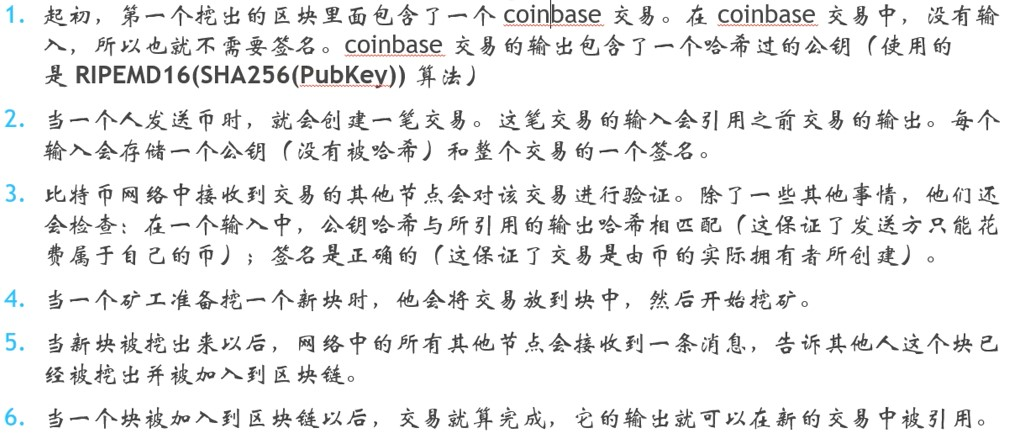 1. 起初，第一个挖出的区块里面包含了一个 coinbase 交易。在 coinbase 交易中，没有输
入，所以也就不需要签名。coinbase 交易的输出包含了一个哈希过的公钥（使用的
是 RIPEMD16(SHA256(PubKey)) 算法）
2. 当一个人发送币时，就会创建一笔交易。这笔交易的输入会引用之前交易的输出。每个
输入会存储一个公钥（没有被哈希）和整个交易的一个签名。
3. 比特币网络中接收到交易的其他节点会对该交易进行验证。除了一些其他事情，他们还
会检查：在一个输入中，公钥哈希与所引用的输出哈希相匹配（这保证了发送方只能花
费属于自己的币）；签名是正确的（这保证了交易是由币的实际拥有者所创建）。
4. 当一个矿工准备挖一个新块时，他会将交易放到块中，然后开始挖矿。
5. 当新块被挖出来以后，网络中的所有其他节点会接收到一条消息，告诉其他人这个块已
经被挖出并被加入到区块链。
6. 当一个块被加入到区块链以后，交易就算完成，它的输出就可以在新的交易中被引用。